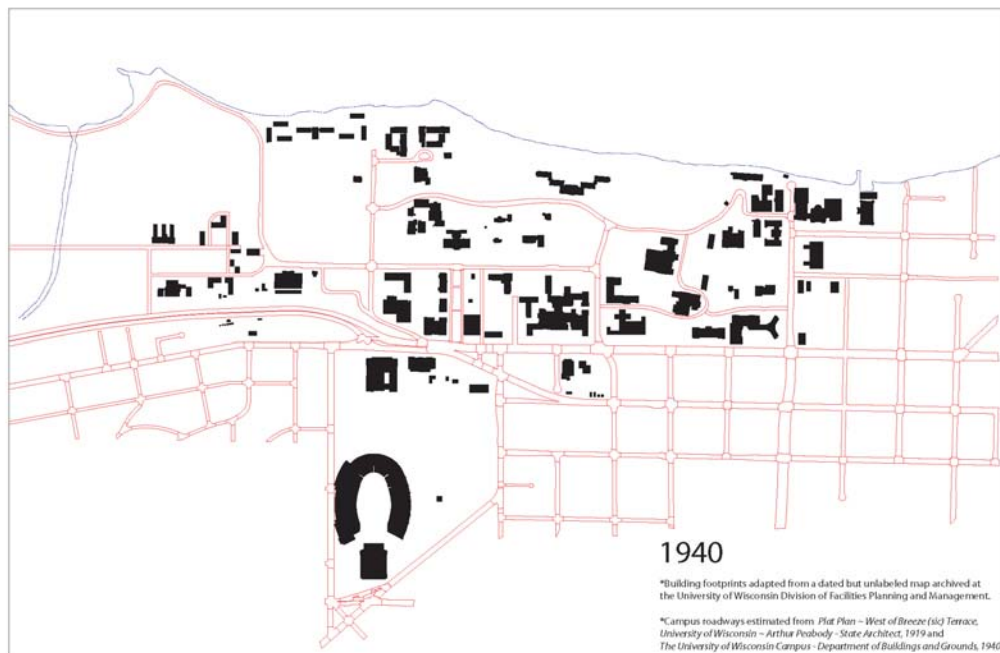 1940
*Building footprints adapted from a dated but unlabeled map archived at
the University of Wisconsin Division of Facilities Planning and Management.
*Campus roadways estimated from Plat Plan ~ West of Breeze (sic) Terrace,
University of Wisconsin ~ Arthur Peabody - State Architect, 1919 and
The University of Wisconsin Campus - Department of Buildings and Grounds, 1940